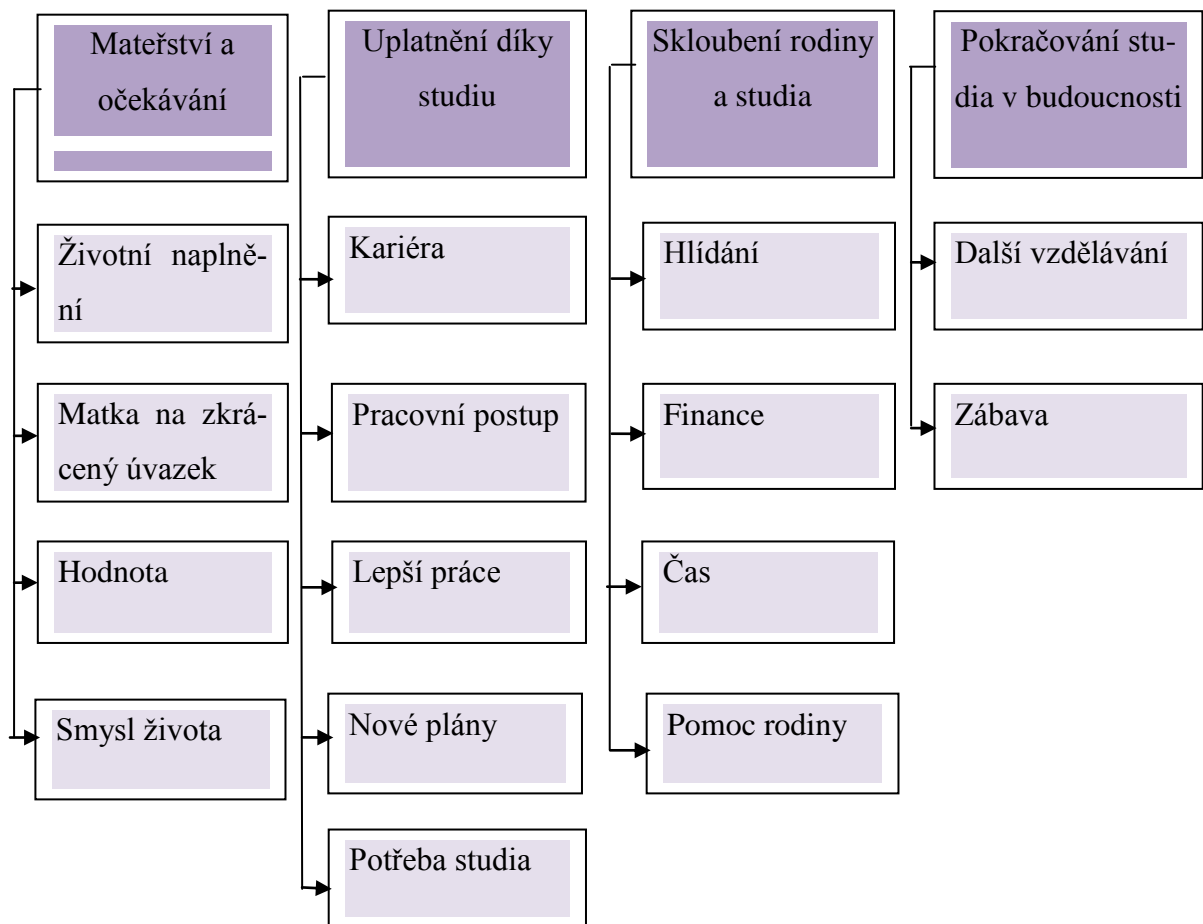 Mateřství a
očekávání
Životní naplně-
ní
Matka na zkrá-
cený úvazek
Hodnota
Smysl života
Uplatnění díky
studiu
Kariéra
Pracovní postup
Lepší práce
Nové plány
Potřeba studia
Skloubení rodiny
a studia
Hlídání
Finance
Čas
Pomoc rodiny
Pokračování stu-
dia v budoucnosti
Další vzdělávání
Zábava